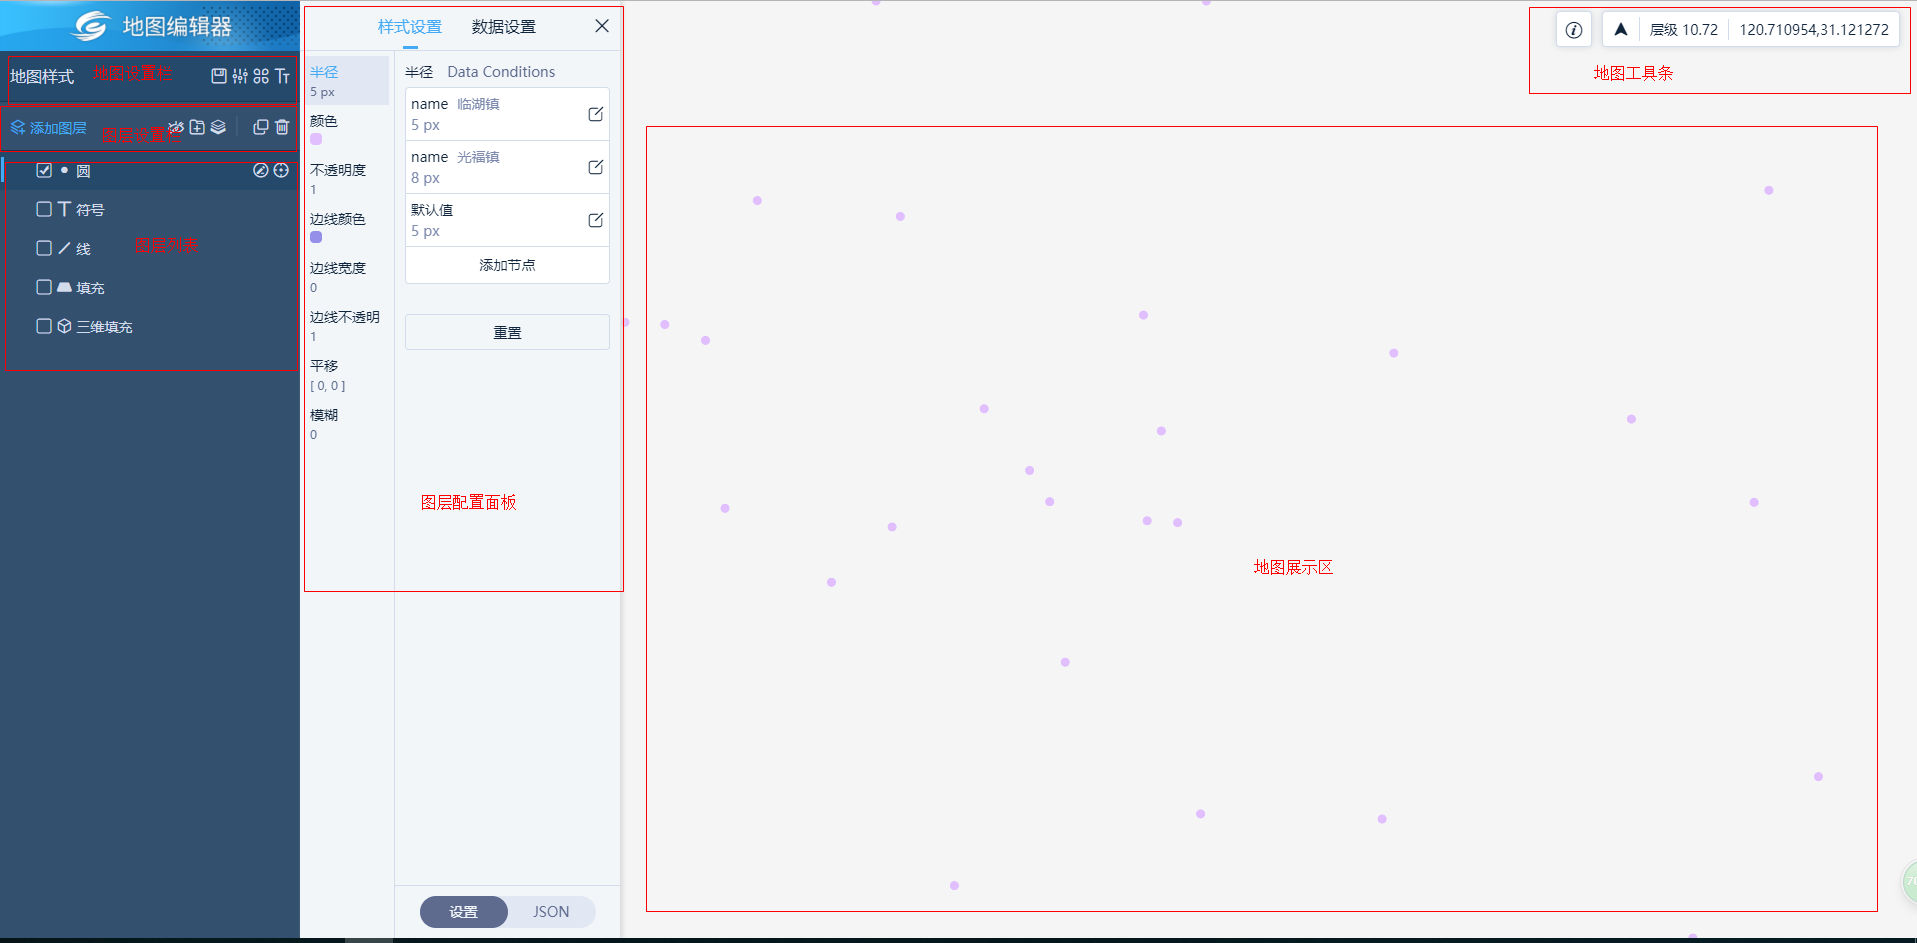 地图编辑器
地图样式
地图设置栏
添加图层
圆
符号
线
图层列表
填充
三维填充
样式设置 数据设置
半径
5 px
颜色
不透明度
1
边线颜色
边线宽度
0
边线不透明
1
平移
[ 0, 0 ]
模糊
0
半径 Data Conditions
name 临湖镇
5 px
name 光福镇
8 px
默认值
5 px
添加节点
重置
图层配置面板
设置 JSON
层级 10.72 120.710954,31.121272
地图工具条
地图展示区